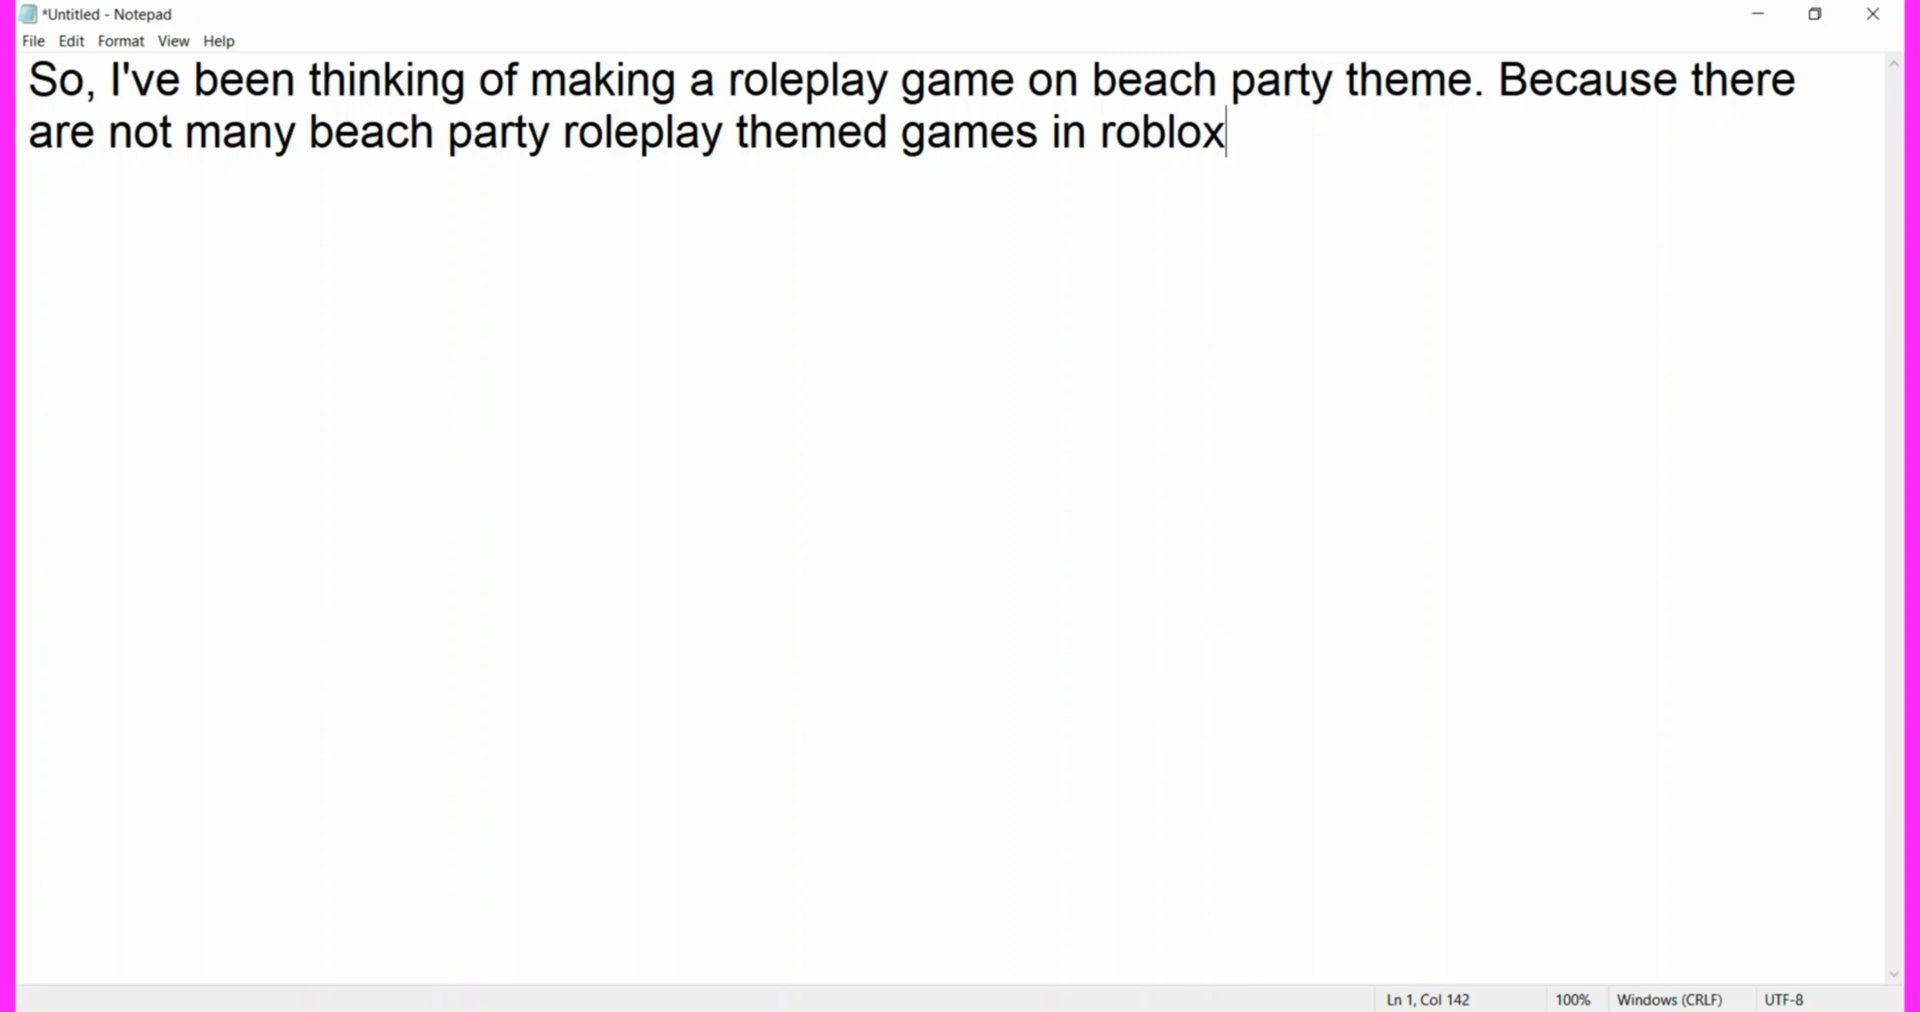 *Untitled - Notepad
File Edit Format View Help
So, I've been thinking of making a roleplay game on beach party theme. Because there
are not many beach party roleplay themed games in roblox
Ln 1, Col 142 100% Windows (CRLF) UTF-8